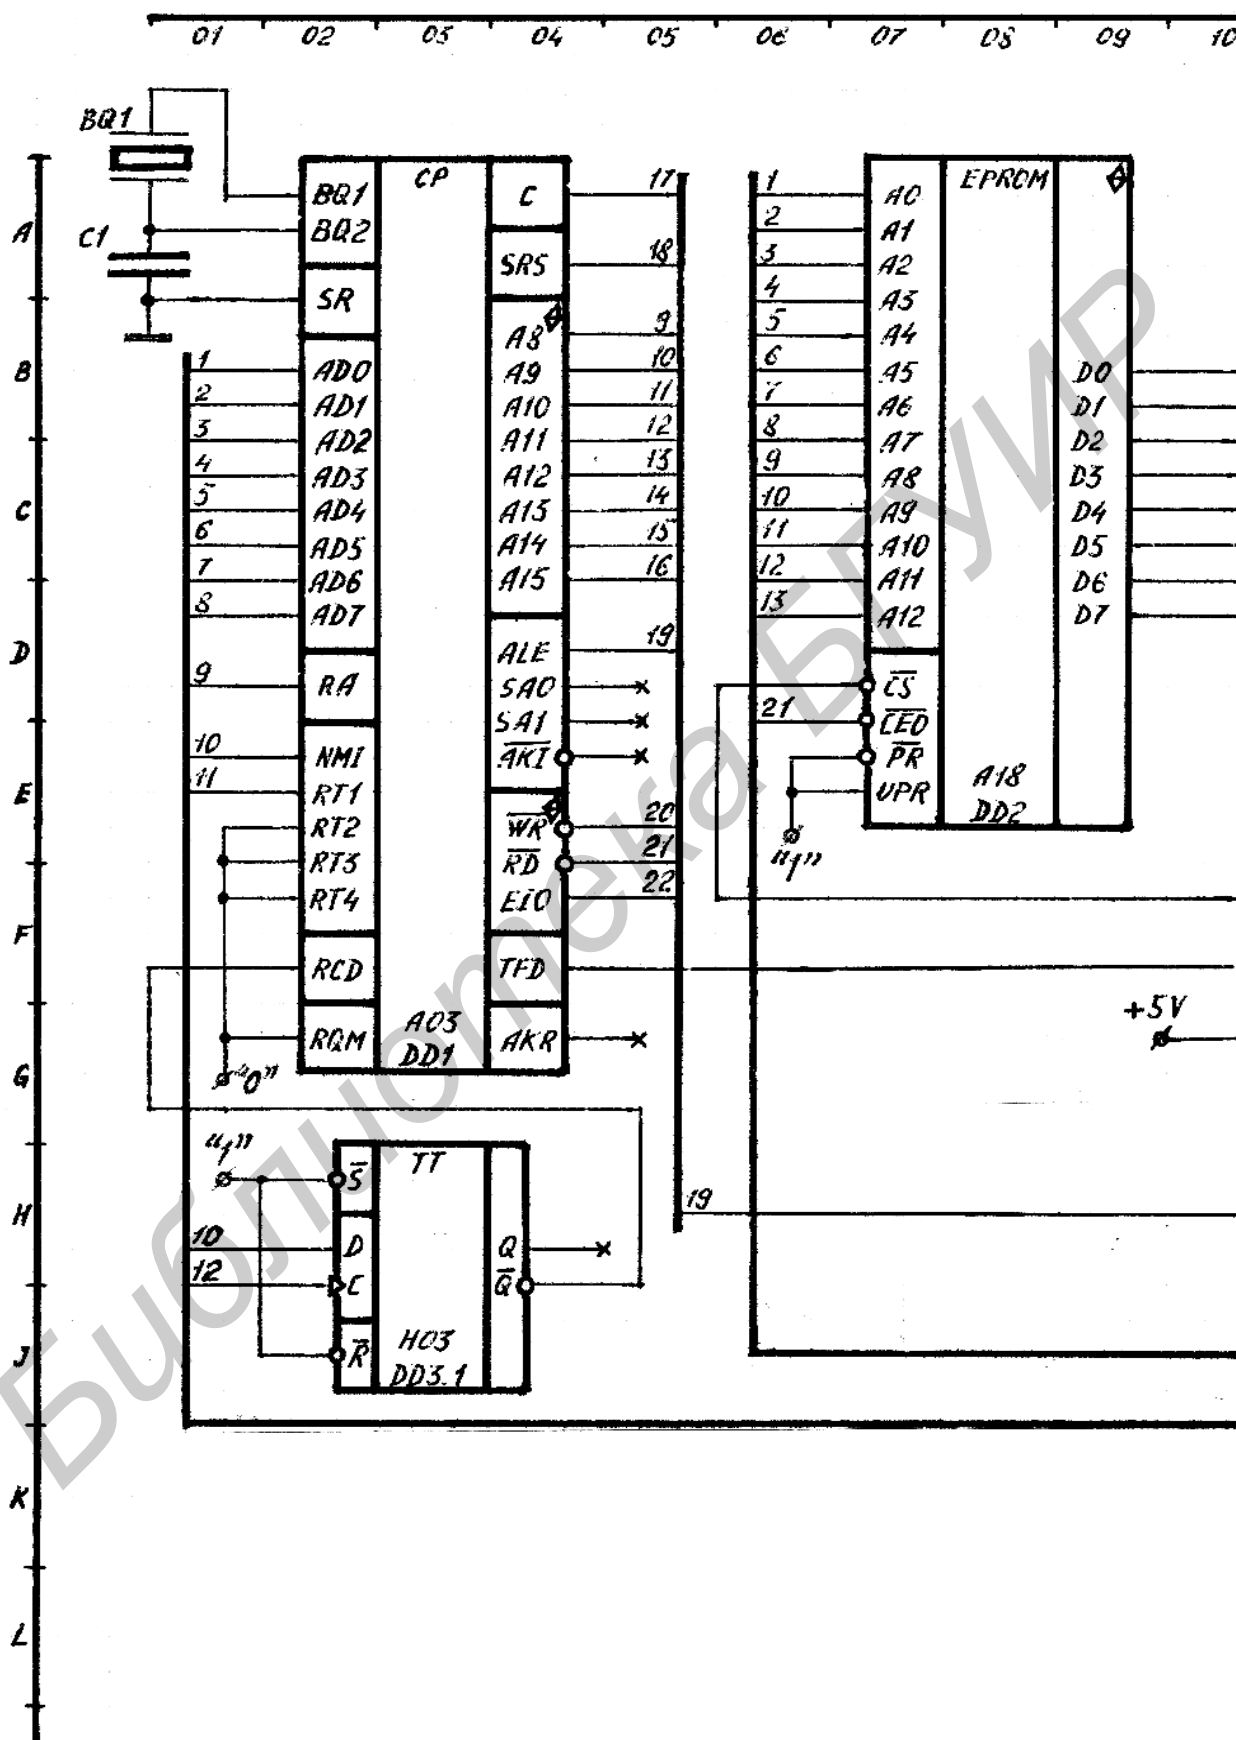 01 02 03 04 05 06 07 08 09 10
A
B
C
D
E
F
G
H
J
K
L
BQ1
C1
CP
BQ1
BQ2
SR
1 AD0
2 AD1
3 AD2
4 AD3
5 AD4
6 AD5
7 AD6
8 AD7
9 RA
10 NMI
11 RT1
RT2
RT3
RT4
RCD
RQM
"0"
A03
DD1
C 17
SRS 18
A8 9
A9 10
A10 11
A11 12
A12 13
A13 14
A14 15
A15 16
ALE 19
SA0
SA1
A̅K̅I̅
W̅R̅ 20
R̅D̅ 21
EIO 22
TFD
AKR
"1"
TT
S̅
10 D
12 C
R̅
Q
Q̅
H03
DD3.1
19
EPROM
1 A0
2 A1
3 A2
4 A3
5 A4
6 A5
7 A6
8 A7
9 A8
10 A9
11 A10
12 A11
13 A12
C̅S̅
21 C̅E̅O̅
P̅R̅
UPR
"1"
A18
DD2
D0
D1
D2
D3
D4
D5
D6
D7
+5V
Библиотека БГУИР